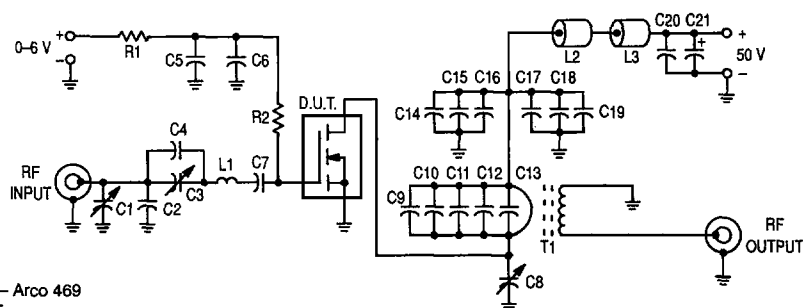 C20 C21
+
0–6 V
–
R1
C5
C6
L2
L3
+
50 V
–
C15 C16 C17 C18
C14
C19
R2
D.U.T.
C4
RF
INPUT
L1
C7
C1
C2
C3
C10 C11 C12 C13
C9
T1
RF
OUTPUT
C8
– Arco 469